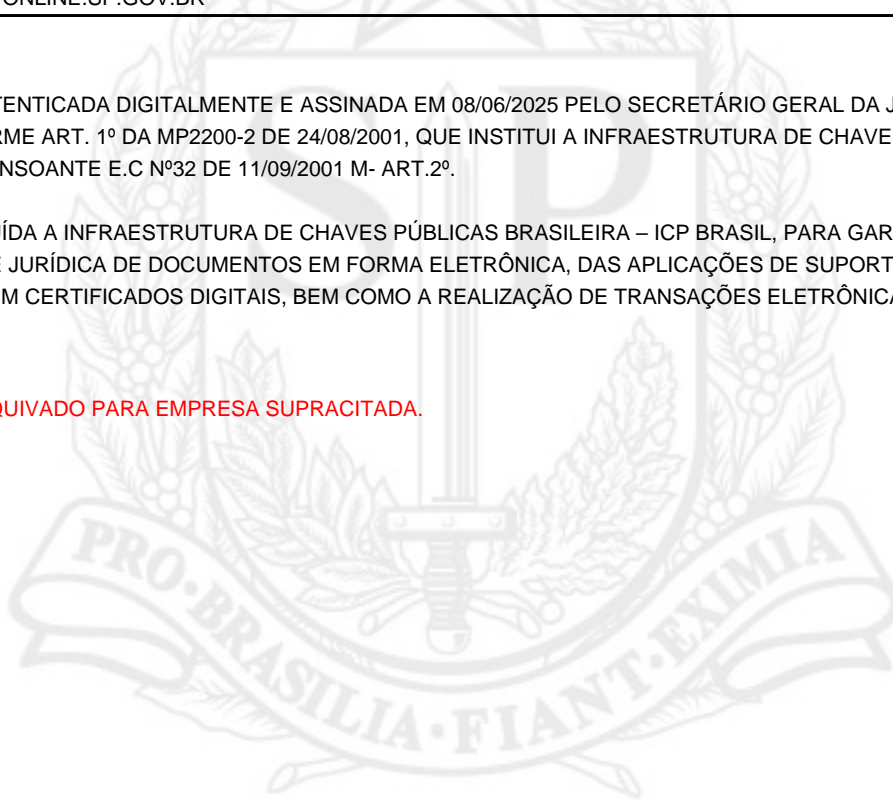 ONLINE.SP.GOV.BR
TENTICADA DIGITALMENTE E ASSINADA EM 08/06/2025 PELO SECRETÁRIO GERAL DA J
RME ART. 1º DA MP2200-2 DE 24/08/2001, QUE INSTITUI A INFRAESTRUTURA DE CHAVE
NSOANTE E.C Nº32 DE 11/09/2001 M- ART.2º.
ÍDA A INFRAESTRUTURA DE CHAVES PÚBLICAS BRASILEIRA – ICP BRASIL, PARA GAR
E JURÍDICA DE DOCUMENTOS EM FORMA ELETRÔNICA, DAS APLICAÇÕES DE SUPORT
M CERTIFICADOS DIGITAIS, BEM COMO A REALIZAÇÃO DE TRANSAÇÕES ELETRÔNICA
QUIVADO PARA EMPRESA SUPRACITADA.
SP
PRO·BRASILIA·FIANT·EXIMIA